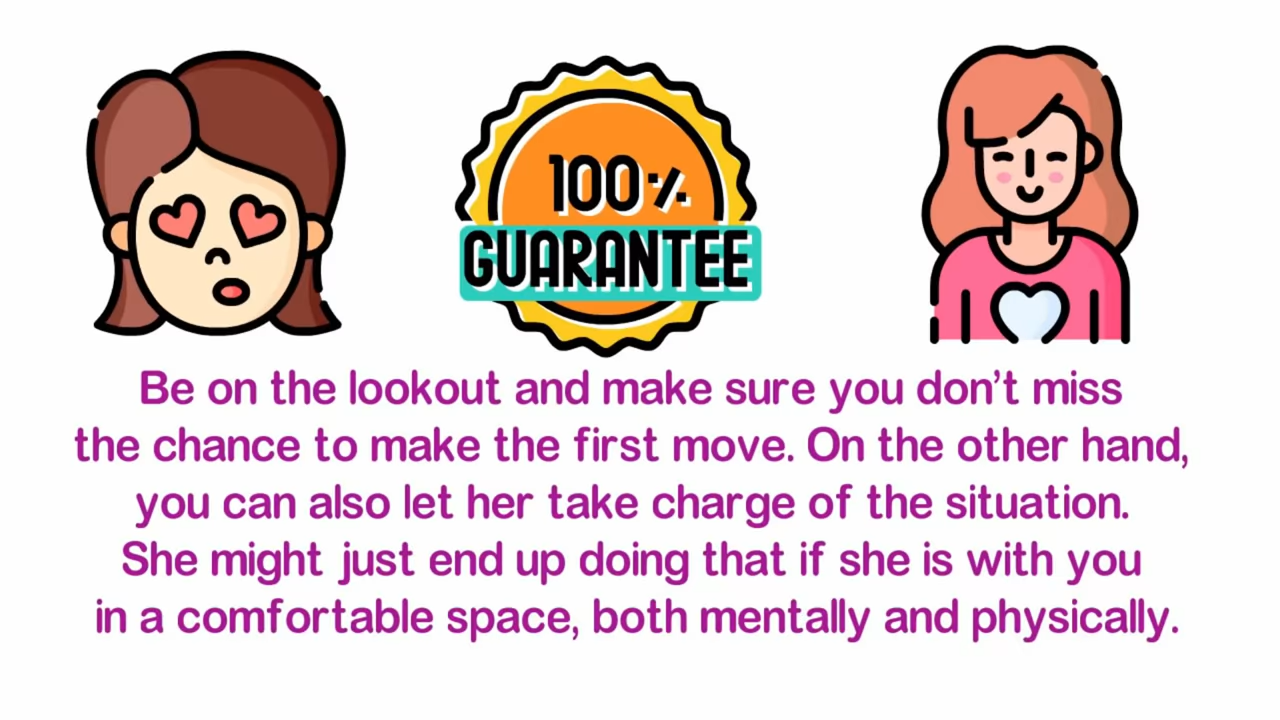 100%
GUARANTEE
Be on the lookout and make sure you don’t miss
the chance to make the first move. On the other hand,
you can also let her take charge of the situation.
She might just end up doing that if she is with you
in a comfortable space, both mentally and physically.